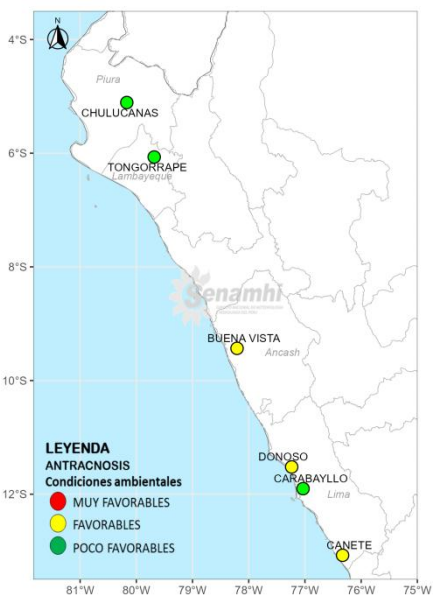 N
4°S
Piura
CHULUCANAS
6°S
TONGORRAPE
Lambayeque
8°S
Senamhi
BUENA VISTA
Ancash
10°S
DONOSO
CARABAYLLO
Lima
12°S
CANETE
LEYENDA
ANTRACNOSIS
Condiciones ambientales
MUY FAVORABLES
FAVORABLES
POCO FAVORABLES
81°W 80°W 79°W 78°W 77°W 76°W 75°W